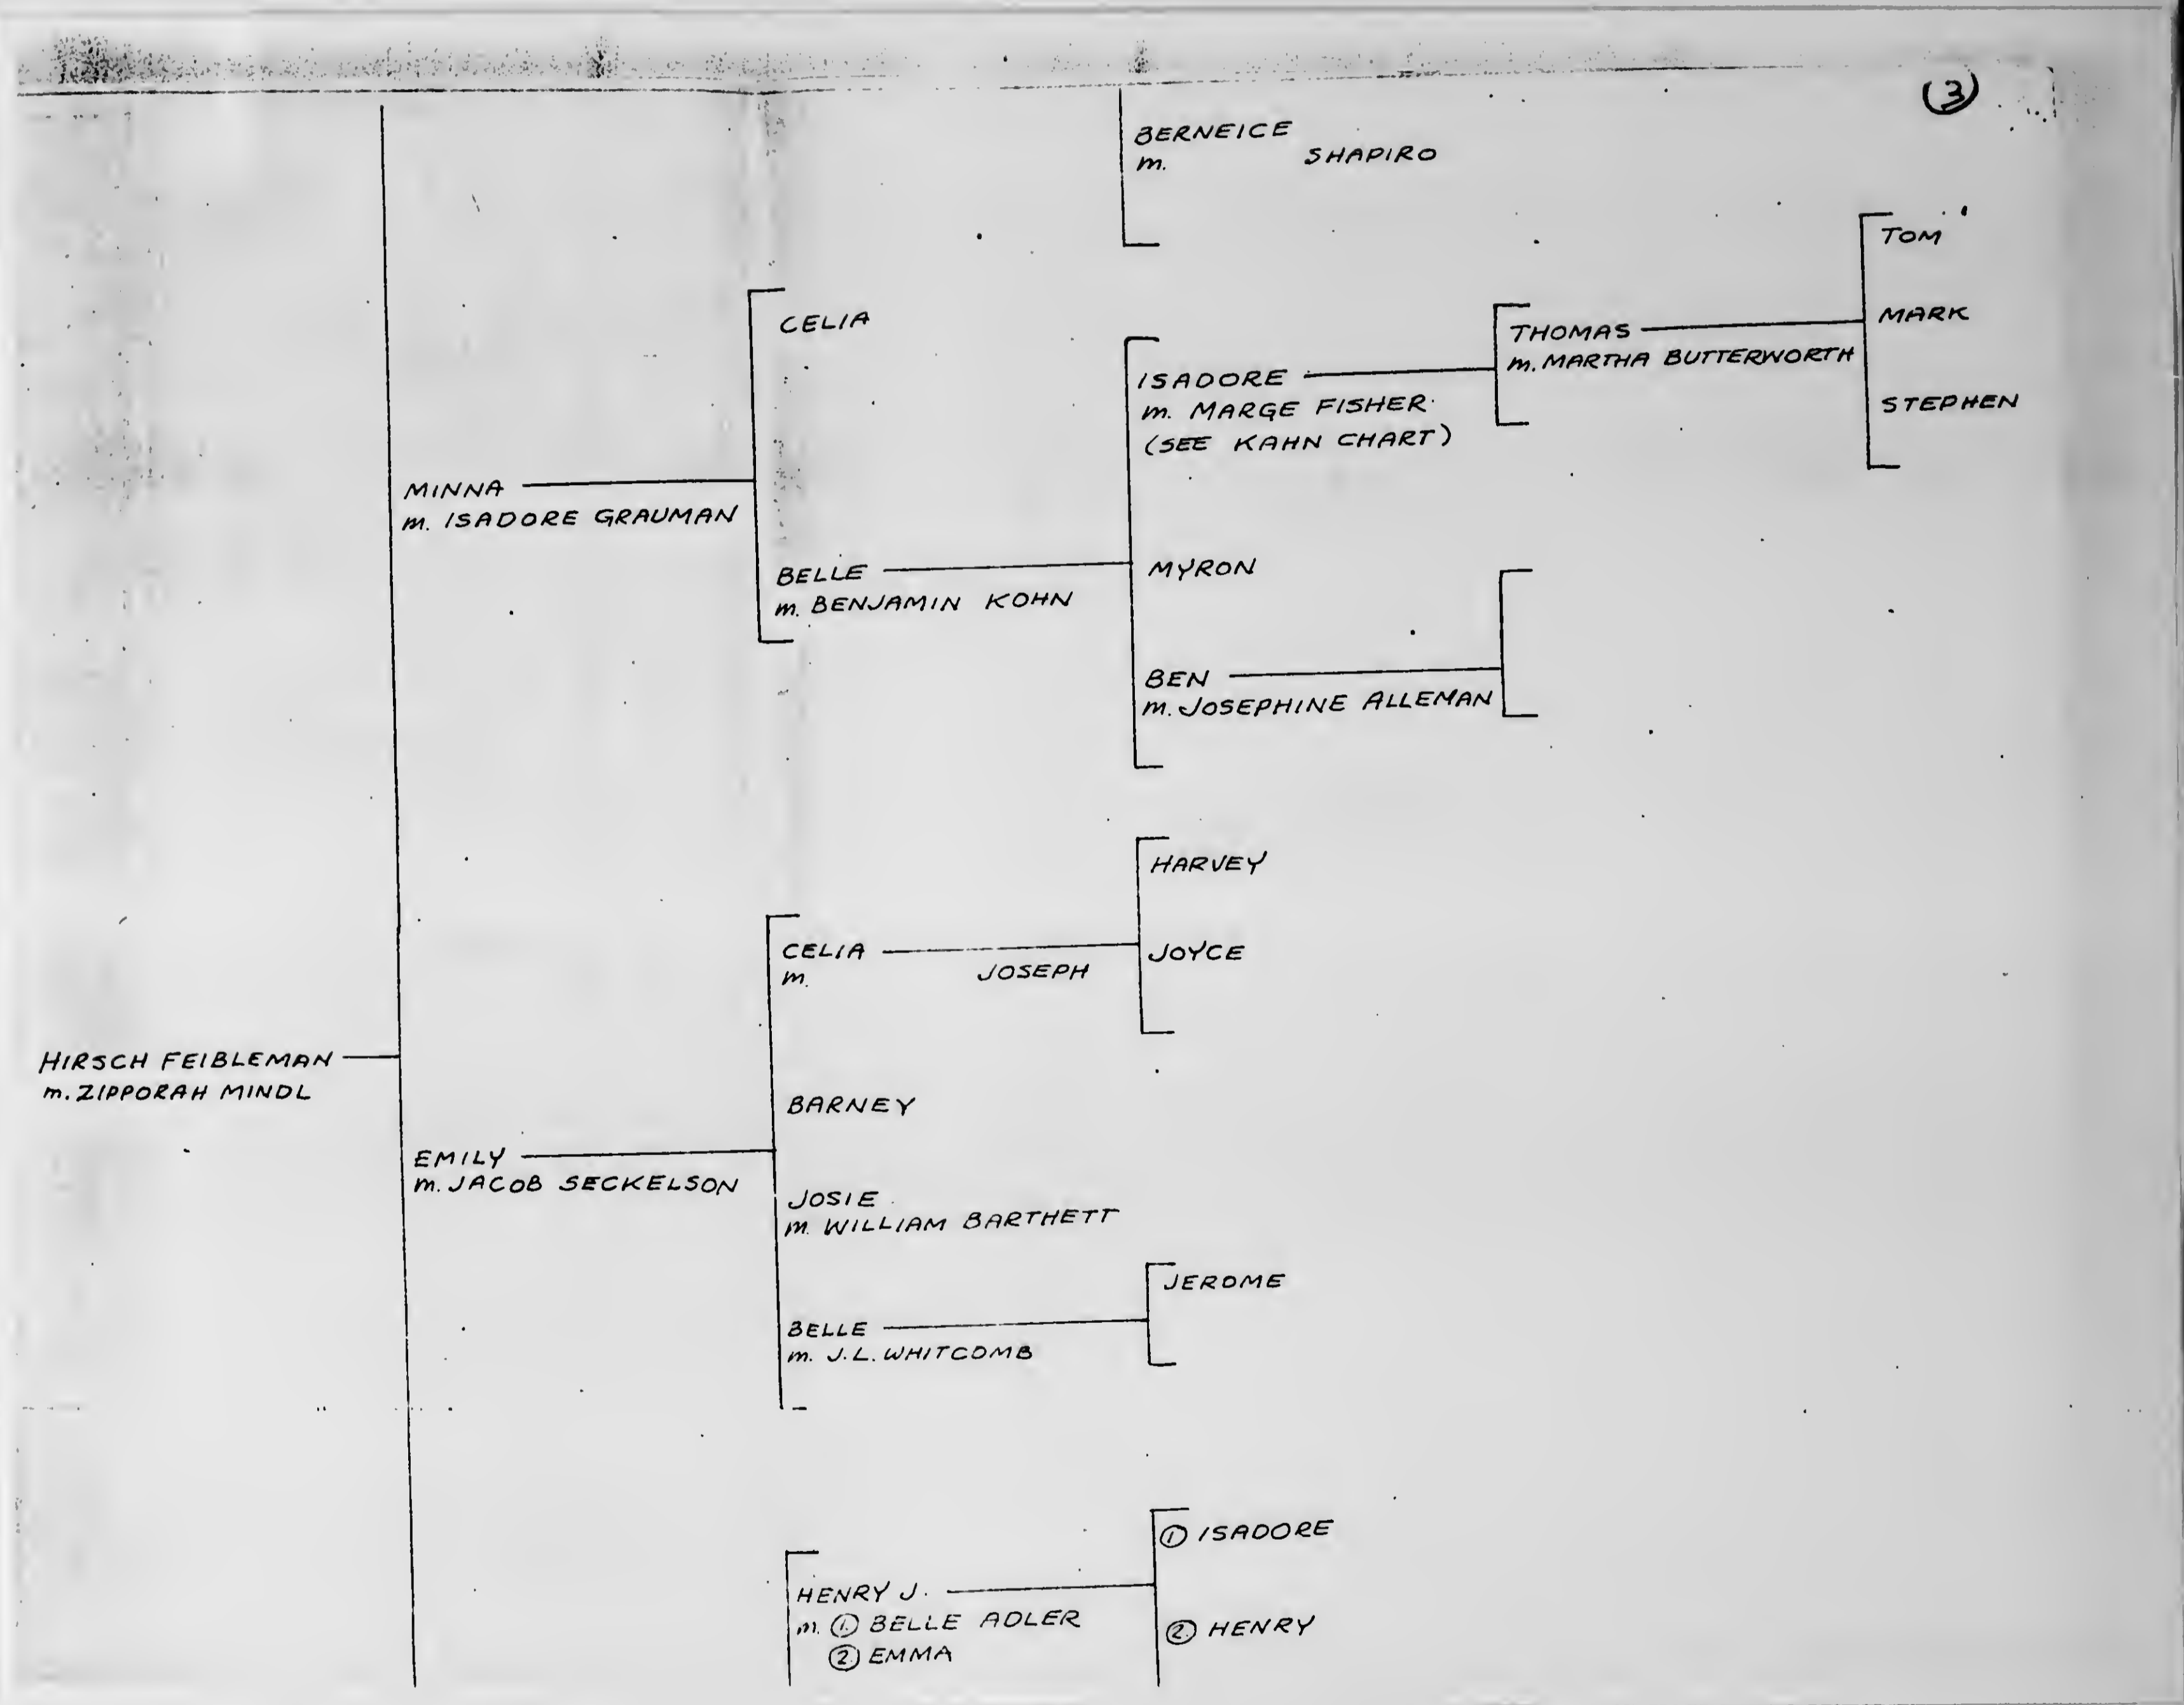 (3)
BERNEICE
m. SHAPIRO
TOM
CELIA
MARK
THOMAS
m. MARTHA BUTTERWORTH
ISADORE
m. MARGE FISHER
(SEE KAHN CHART)
STEPHEN
MINNA
m. ISADORE GRAUMAN
BELLE
m. BENJAMIN KOHN
MYRON
BEN
m. JOSEPHINE ALLEMAN
HARVEY
CELIA
m. JOSEPH
JOYCE
HIRSCH FEIBLEMAN
m. ZIPPORAH MINDL
BARNEY
EMILY
m. JACOB SECKELSON
JOSIE
m. WILLIAM BARTHETT
JEROME
BELLE
m. J.L. WHITCOMB
① ISADORE
HENRY J.
m. ① BELLE ADLER
② EMMA
② HENRY